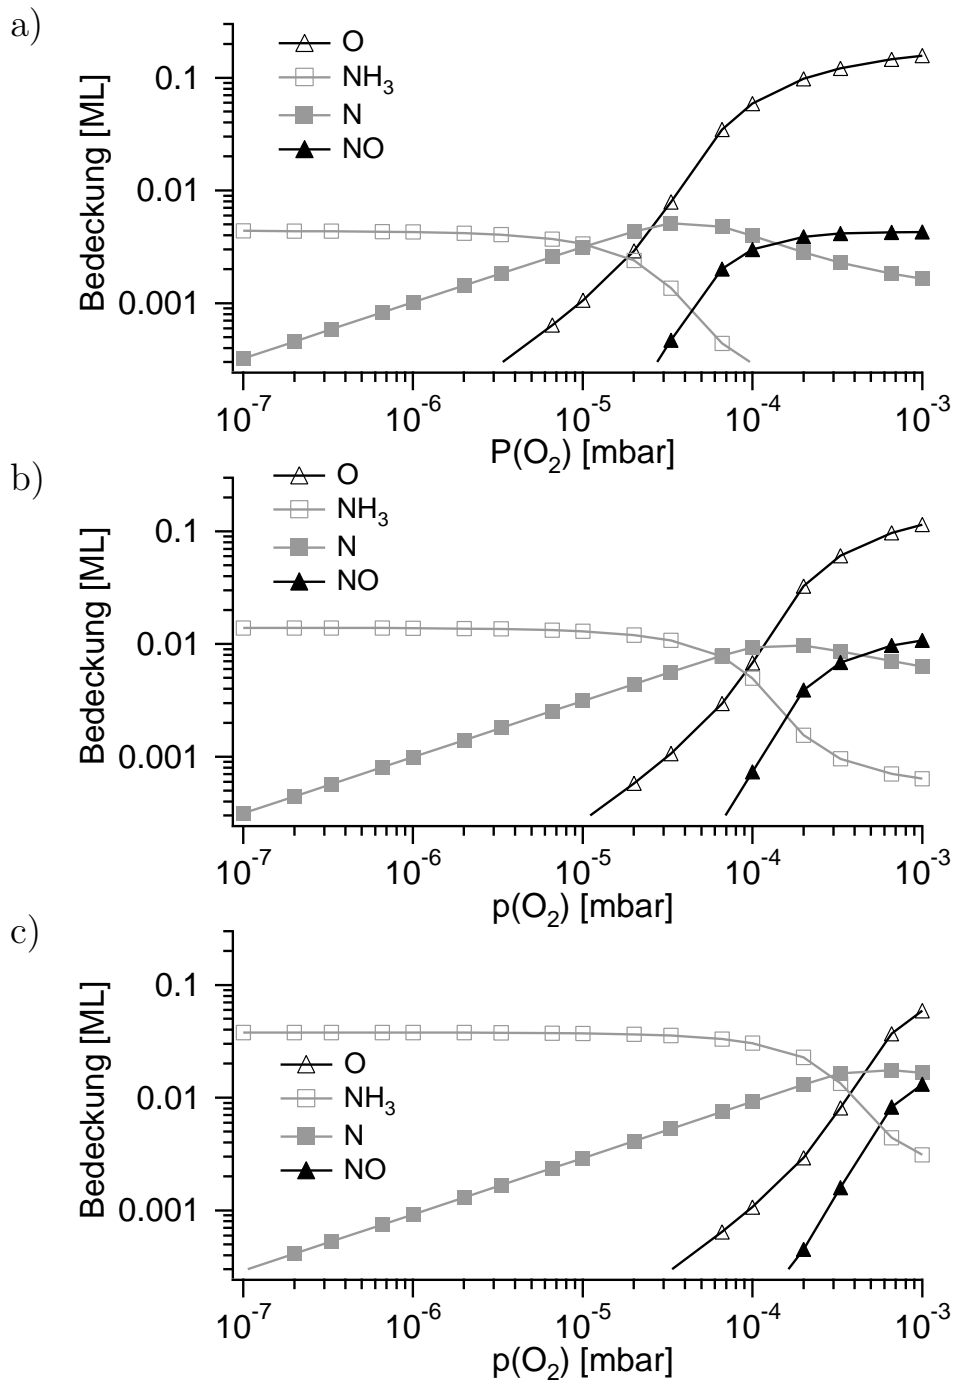 a)
O
NH3
N
NO
Bedeckung [ML]
0.1
0.01
0.001
10-7 10-6 10-5 10-4 10-3
P(O2) [mbar]
b)
O
NH3
N
NO
Bedeckung [ML]
0.1
0.01
0.001
10-7 10-6 10-5 10-4 10-3
p(O2) [mbar]
c)
O
NH3
N
NO
Bedeckung [ML]
0.1
0.01
0.001
10-7 10-6 10-5 10-4 10-3
p(O2) [mbar]